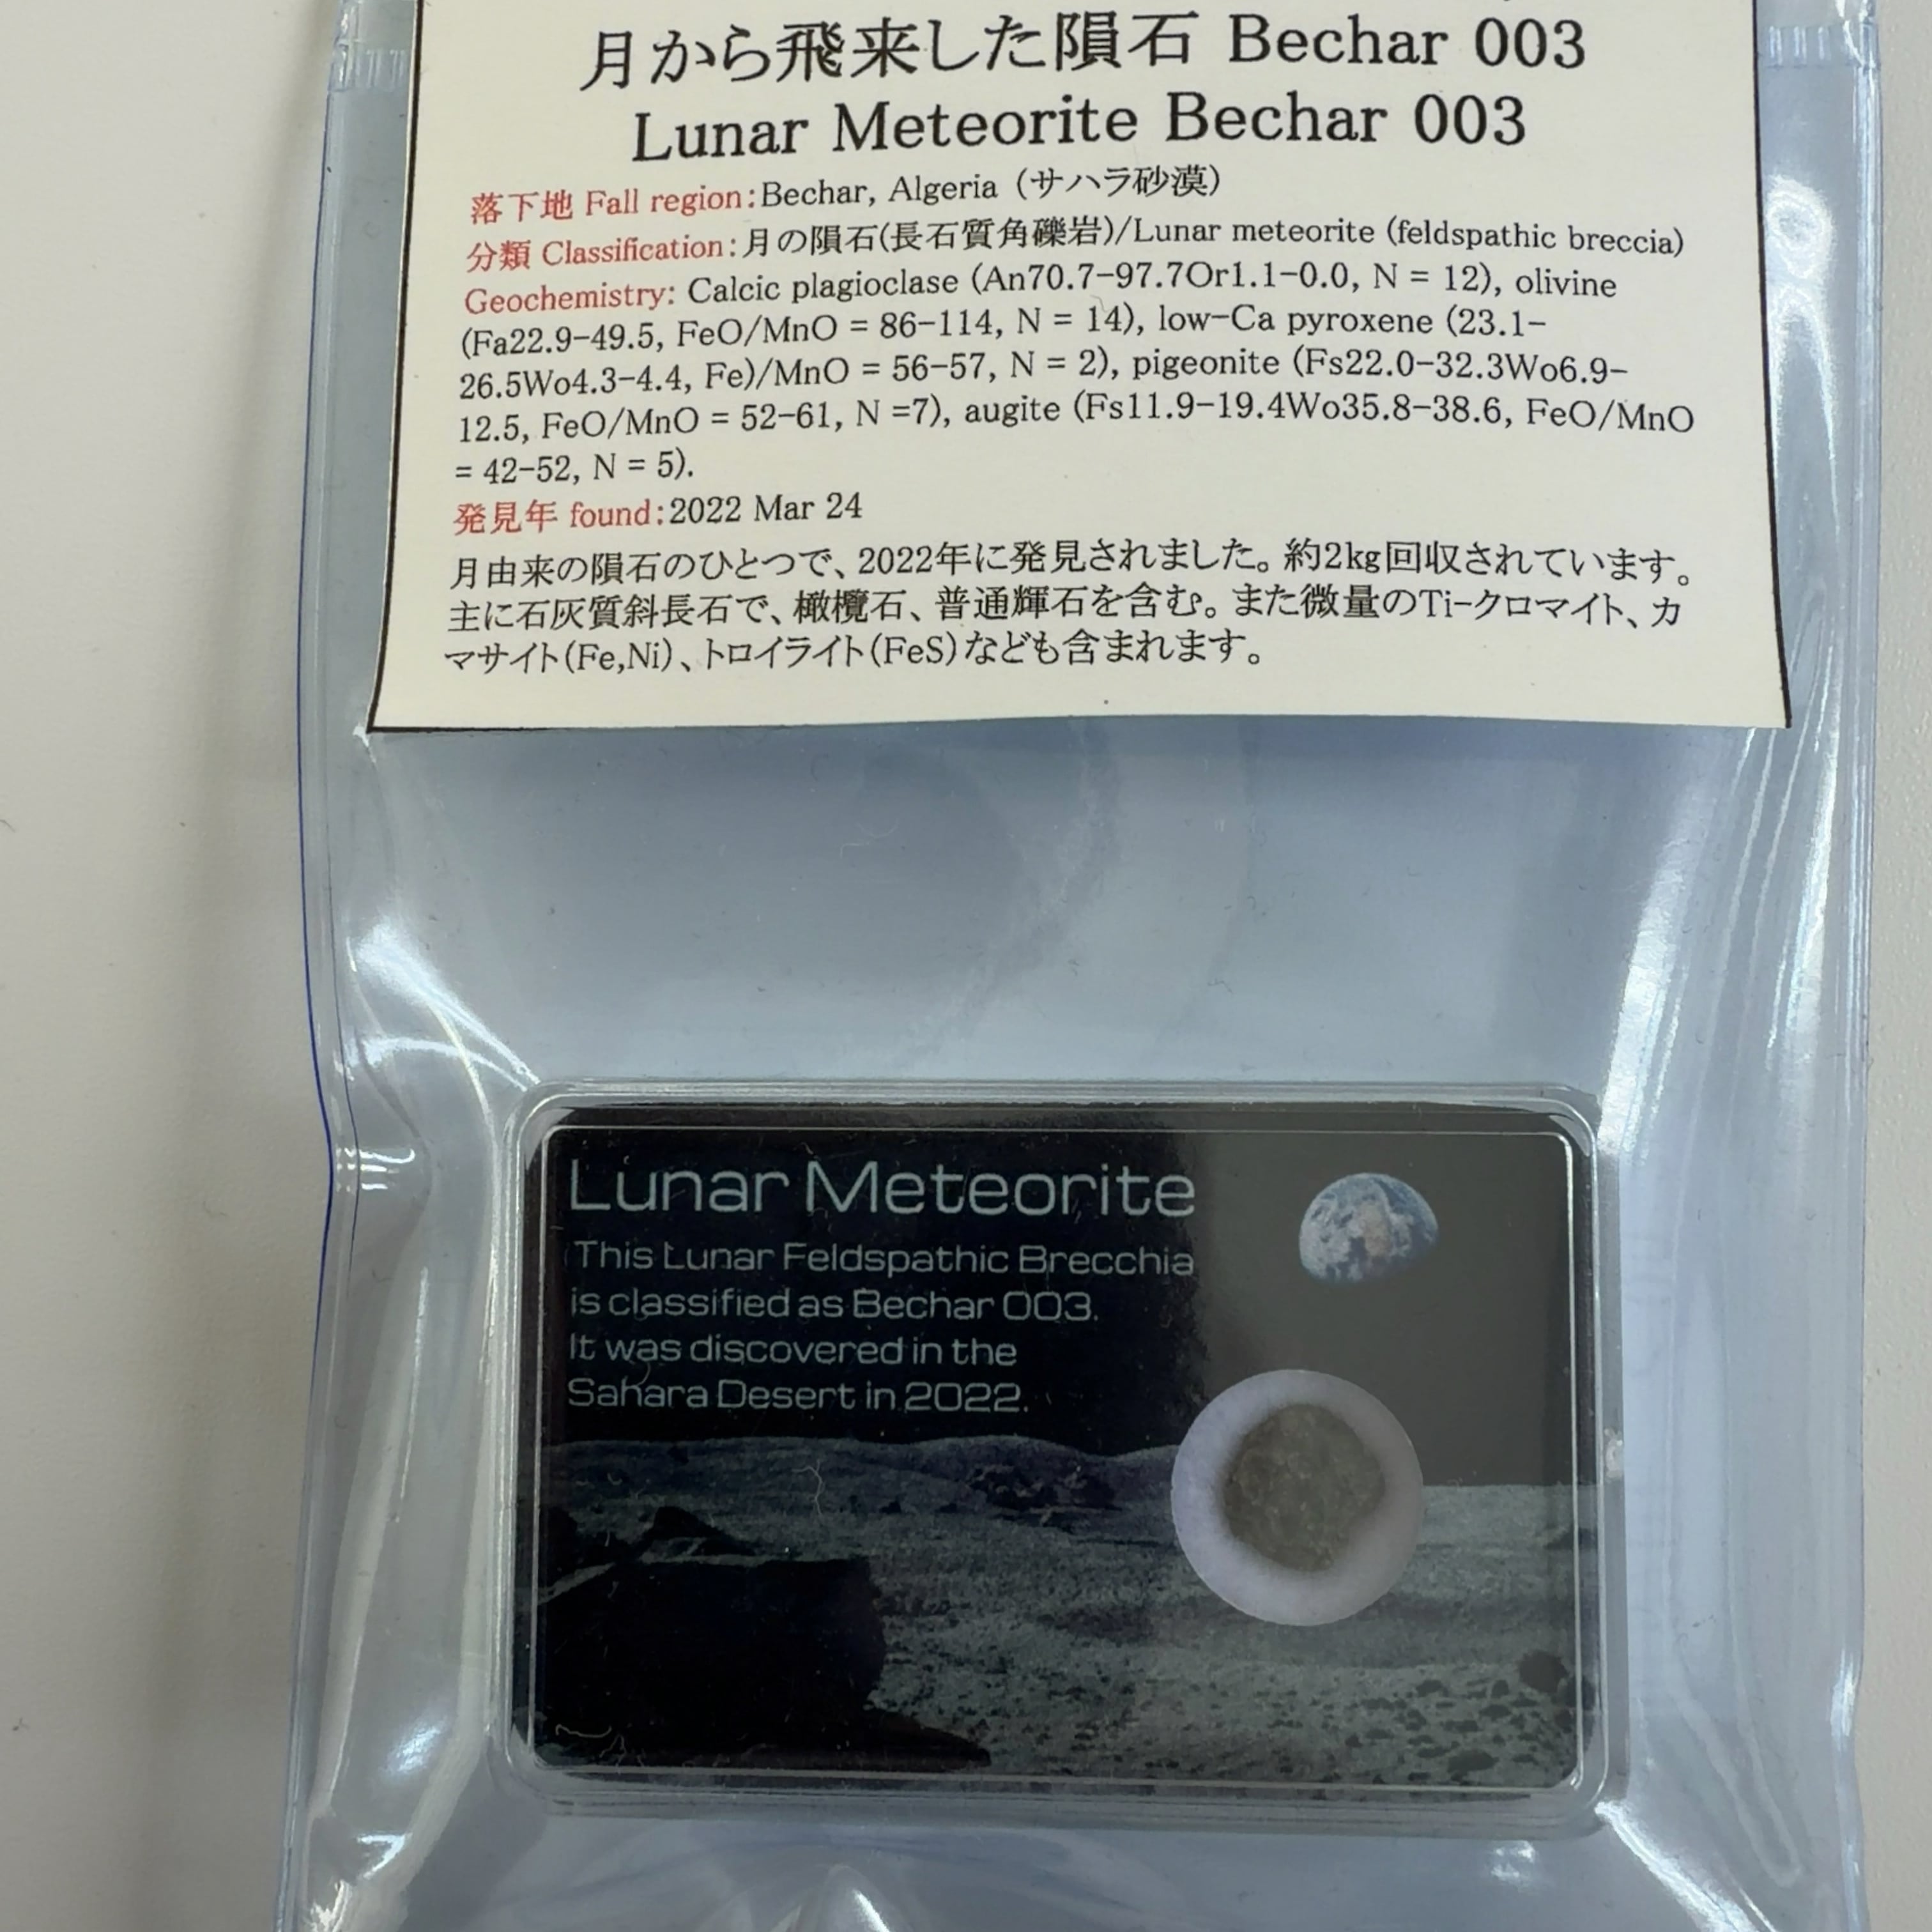 月から飛来した隕石 Bechar 003
Lunar Meteorite Bechar 003
落下地 Fall region:Bechar, Algeria（サハラ砂漠）
分類 Classification:月の隕石(長石質角礫岩)/Lunar meteorite (feldspathic breccia)
Geochemistry: Calcic plagioclase (An70.7-97.7Or1.1-0.0, N = 12), olivine
(Fa22.9-49.5, FeO/MnO = 86-114, N = 14), low-Ca pyroxene (23.1-
26.5Wo4.3-4.4, Fe)/MnO = 56-57, N = 2), pigeonite (Fs22.0-32.3Wo6.9-
12.5, FeO/MnO = 52-61, N =7), augite (Fs11.9-19.4Wo35.8-38.6, FeO/MnO
= 42-52, N = 5).
発見年 found:2022 Mar 24
月由来の隕石のひとつで、2022年に発見されました。約2kg回収されています。
主に石灰質斜長石で、橄欖石、普通輝石を含む。また微量のTi-クロマイト、カ
マサイト(Fe,Ni)、トロイライト(FeS)なども含まれます。
Lunar Meteorite
This Lunar Feldspathic Brecchia
is classified as Bechar 003.
It was discovered in the
Sahara Desert in 2022.